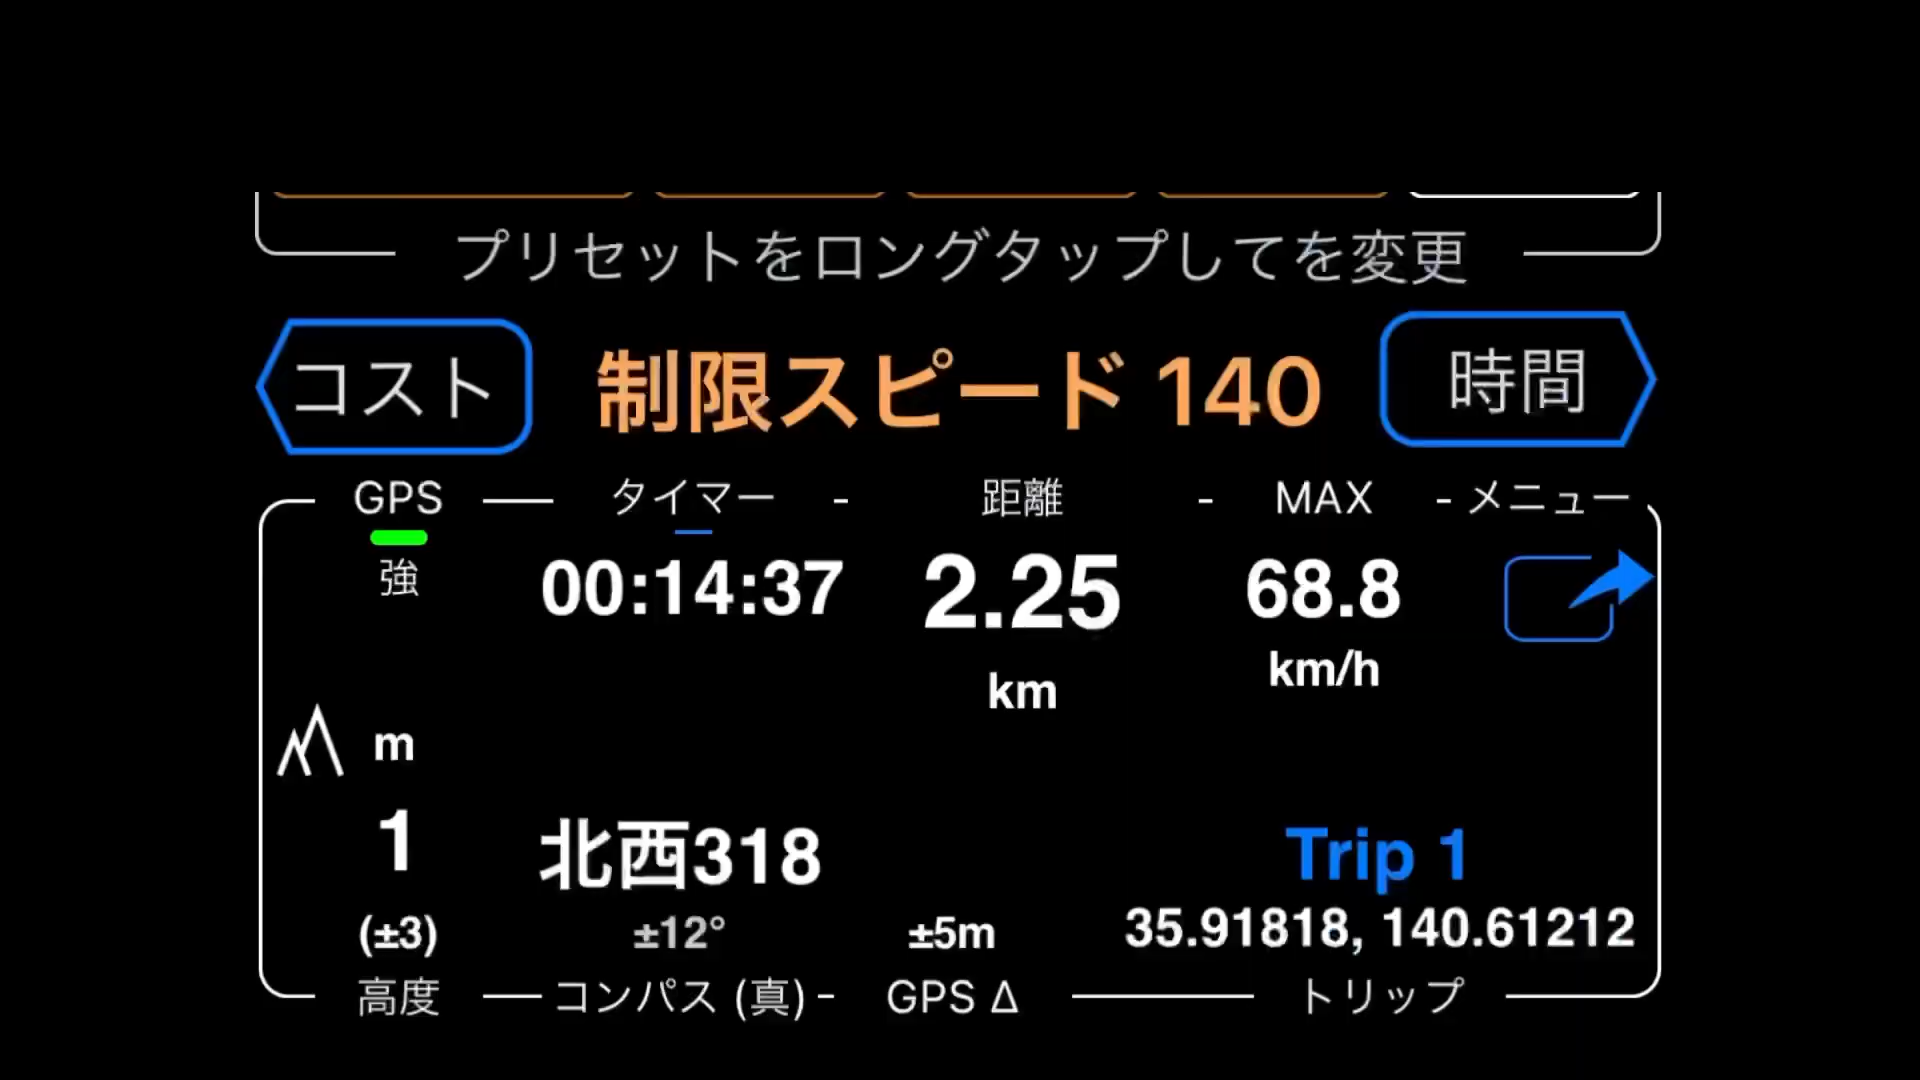 プリセットをロングタップしてを変更
コスト 制限スピード 140 時間
GPS タイマー 距離 MAX メニュー
強 00:14:37 2.25 68.8
km km/h
m
1 北西318 Trip 1
(±3) ±12° ±5m 35.91818, 140.61212
高度 コンパス (真) GPS Δ トリップ